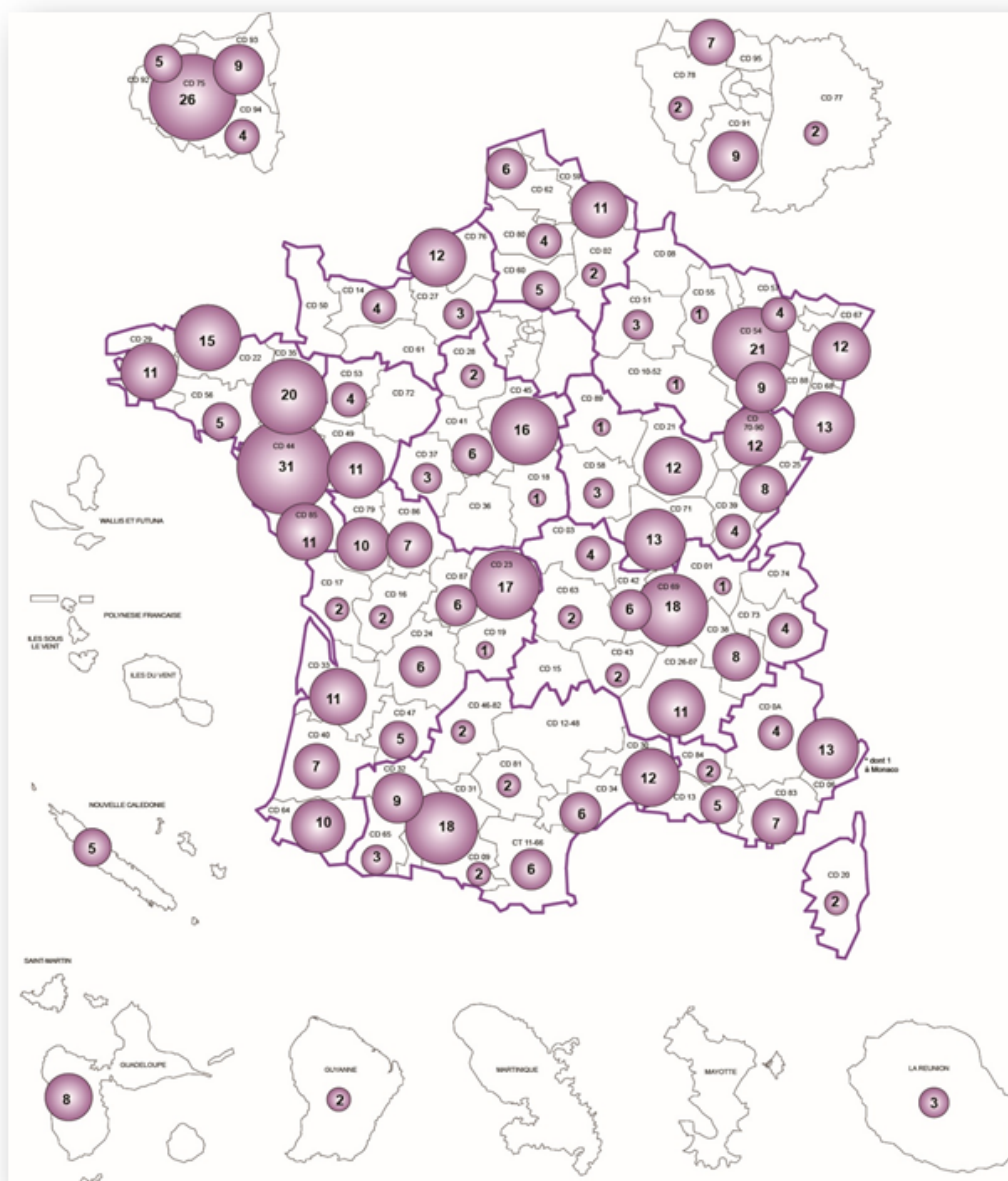 CD 93
5
9
CD 92
CD 75
26
CD 94
4
7
CD 95
CD 78
2
CD 77
2
CD 91
9
6
CD 59
CD 62
11
CD 76
12
CD 80
4
CD 02
2
CD 08
CD 60
5
CD 14
4
CD 50
CD 27
3
CD 61
CD 51
3
CD 55
1
4
CD 67
CD 54
21
12
CD 10-52
1
9
CD 88
CD 68
13
CD 29
11
15
CD 22
CD 35
20
CD 56
5
CD 53
4
CD 72
CD 28
2
CD 45
16
CD 41
6
CD 89
1
CD 21
12
CD
70-90
12
CD 25
8
CD 44
31
CD 49
11
CD 37
3
CD 18
1
CD 36
CD 58
3
CD 71
13
CD 39
4
WALLIS ET FUTUNA
CD 85
11
CD 79
10
CD 86
7
CD 03
4
CD 23
17
CD 87
6
CD 01
1
CD 74
CD 42
6
CD 69
18
CD 73
4
CD 17
2
CD 16
2
CD 63
2
POLYNESIE FRANCAISE
ILES SOUS
LE VENT
CD 24
6
CD 19
1
CD 38
8
CD 43
2
CD 26-07
11
CD 15
ILES DU VENT
CD 33
11
CD 47
5
CD 46-82
2
CD 12-48
CD 0A
4
13
* dont 1
à Monaco
CD 06
CD 40
7
CD 32
9
CD 81
2
CD 30
12
CD 84
2
CD 31
18
CD 34
6
CD 13
5
CD 83
7
NOUVELLE CALEDONIE
5
CD 64
10
CD 65
3
CD 09
2
CT 11-66
6
CD 20
2
SAINT-MARTIN
GUADELOUPE
8
GUYANNE
2
MARTINIQUE
MAYOTTE
LA REUNION
3